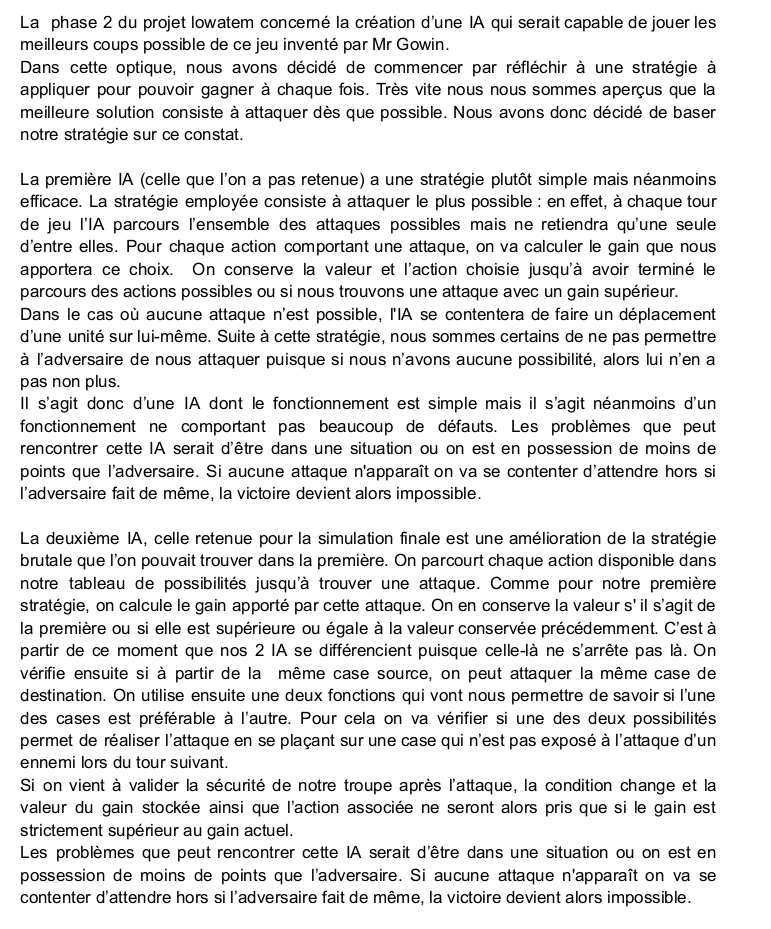 La  phase 2 du projet lowatem concerné la création d’une IA qui serait capable de jouer les
meilleurs coups possible de ce jeu inventé par Mr Gowin.
Dans cette optique, nous avons décidé de commencer par réfléchir à une stratégie à
appliquer pour pouvoir gagner à chaque fois. Très vite nous nous sommes aperçus que la
meilleure solution consiste à attaquer dès que possible. Nous avons donc décidé de baser
notre stratégie sur ce constat.

La première IA (celle que l’on a pas retenue) a une stratégie plutôt simple mais néanmoins
efficace. La stratégie employée consiste à attaquer le plus possible : en effet, à chaque tour
de jeu l’IA parcours l’ensemble des attaques possibles mais ne retiendra qu’une seule
d’entre elles. Pour chaque action comportant une attaque, on va calculer le gain que nous
apportera ce choix.  On conserve la valeur et l’action choisie jusqu’à avoir terminé le
parcours des actions possibles ou si nous trouvons une attaque avec un gain supérieur.
Dans le cas où aucune attaque n’est possible, l'IA se contentera de faire un déplacement
d’une unité sur lui-même. Suite à cette stratégie, nous sommes certains de ne pas permettre
à l’adversaire de nous attaquer puisque si nous n’avons aucune possibilité, alors lui n’en a
pas non plus.
Il s’agit donc d’une IA dont le fonctionnement est simple mais il s’agit néanmoins d’un
fonctionnement ne comportant pas beaucoup de défauts. Les problèmes que peut
rencontrer cette IA serait d’être dans une situation ou on est en possession de moins de
points que l’adversaire. Si aucune attaque n'apparaît on va se contenter d’attendre hors si
l’adversaire fait de même, la victoire devient alors impossible.

La deuxième IA, celle retenue pour la simulation finale est une amélioration de la stratégie
brutale que l’on pouvait trouver dans la première. On parcourt chaque action disponible dans
notre tableau de possibilités jusqu’à trouver une attaque. Comme pour notre première
stratégie, on calcule le gain apporté par cette attaque. On en conserve la valeur s' il s’agit de
la première ou si elle est supérieure ou égale à la valeur conservée précédemment. C’est à
partir de ce moment que nos 2 IA se différencient puisque celle-là ne s’arrête pas là. On
vérifie ensuite si à partir de la  même case source, on peut attaquer la même case de
destination. On utilise ensuite une deux fonctions qui vont nous permettre de savoir si l’une
des cases est préférable à l’autre. Pour cela on va vérifier si une des deux possibilités
permet de réaliser l’attaque en se plaçant sur une case qui n’est pas exposé à l’attaque d’un
ennemi lors du tour suivant.
Si on vient à valider la sécurité de notre troupe après l’attaque, la condition change et la
valeur du gain stockée ainsi que l’action associée ne seront alors pris que si le gain est
strictement supérieur au gain actuel.
Les problèmes que peut rencontrer cette IA serait d’être dans une situation ou on est en
possession de moins de points que l’adversaire. Si aucune attaque n'apparaît on va se
contenter d’attendre hors si l’adversaire fait de même, la victoire devient alors impossible.